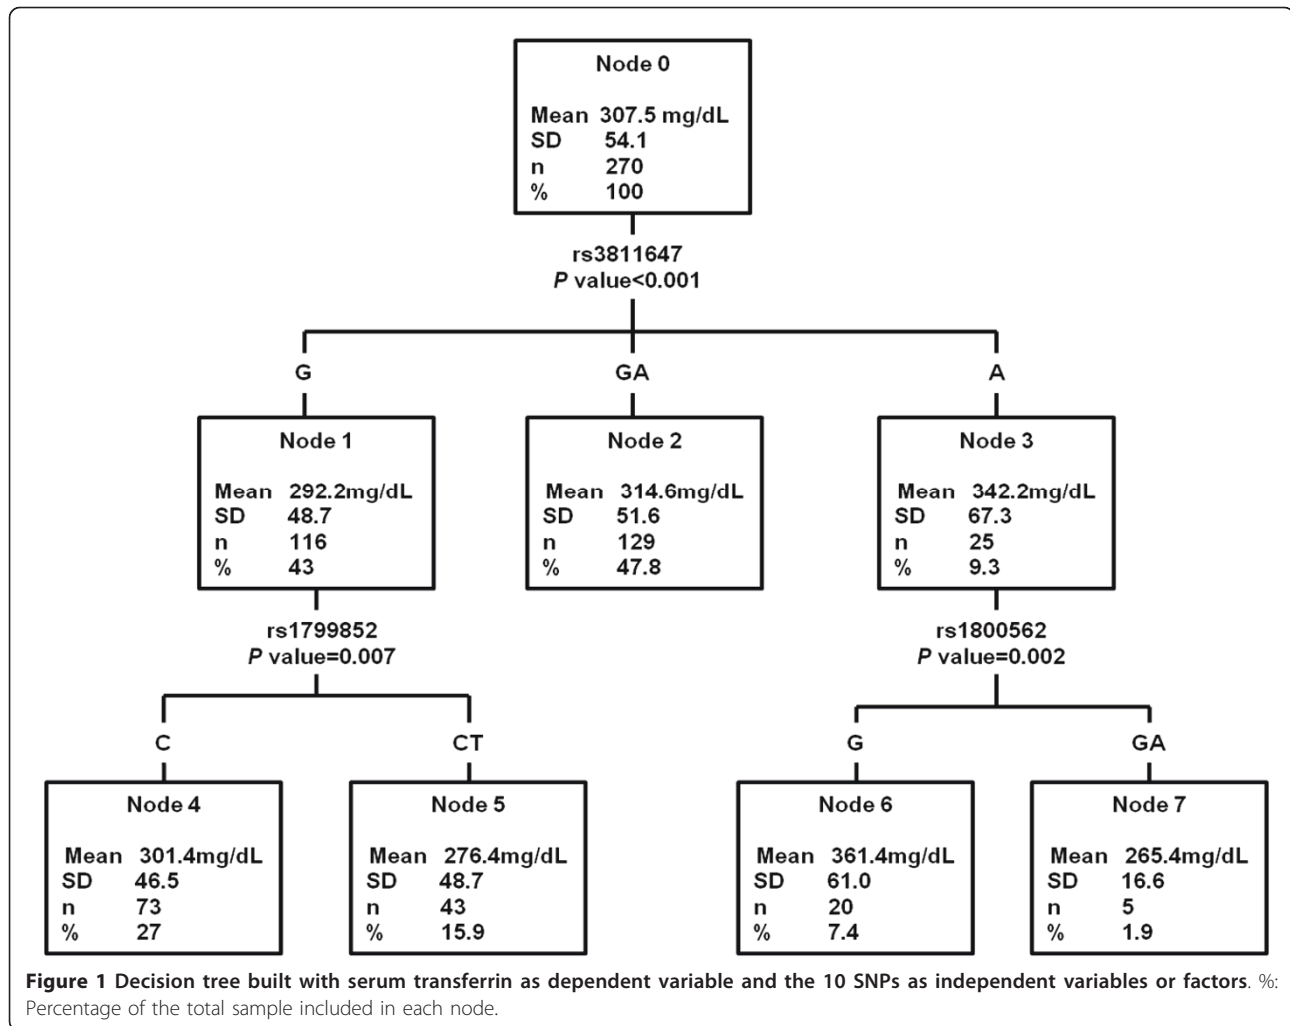 Node 0
Mean 307.5 mg/dL
SD 54.1
n 270
% 100
rs3811647
P value<0.001
G GA A
Node 1
Mean 292.2mg/dL
SD 48.7
n 116
% 43
Node 2
Mean 314.6mg/dL
SD 51.6
n 129
% 47.8
Node 3
Mean 342.2mg/dL
SD 67.3
n 25
% 9.3
rs1799852
P value=0.007
rs1800562
P value=0.002
C CT
G GA
Node 4
Mean 301.4mg/dL
SD 46.5
n 73
% 27
Node 5
Mean 276.4mg/dL
SD 48.7
n 43
% 15.9
Node 6
Mean 361.4mg/dL
SD 61.0
n 20
% 7.4
Node 7
Mean 265.4mg/dL
SD 16.6
n 5
% 1.9
Figure 1 Decision tree built with serum transferrin as dependent variable and the 10 SNPs as independent variables or factors. %:
Percentage of the total sample included in each node.